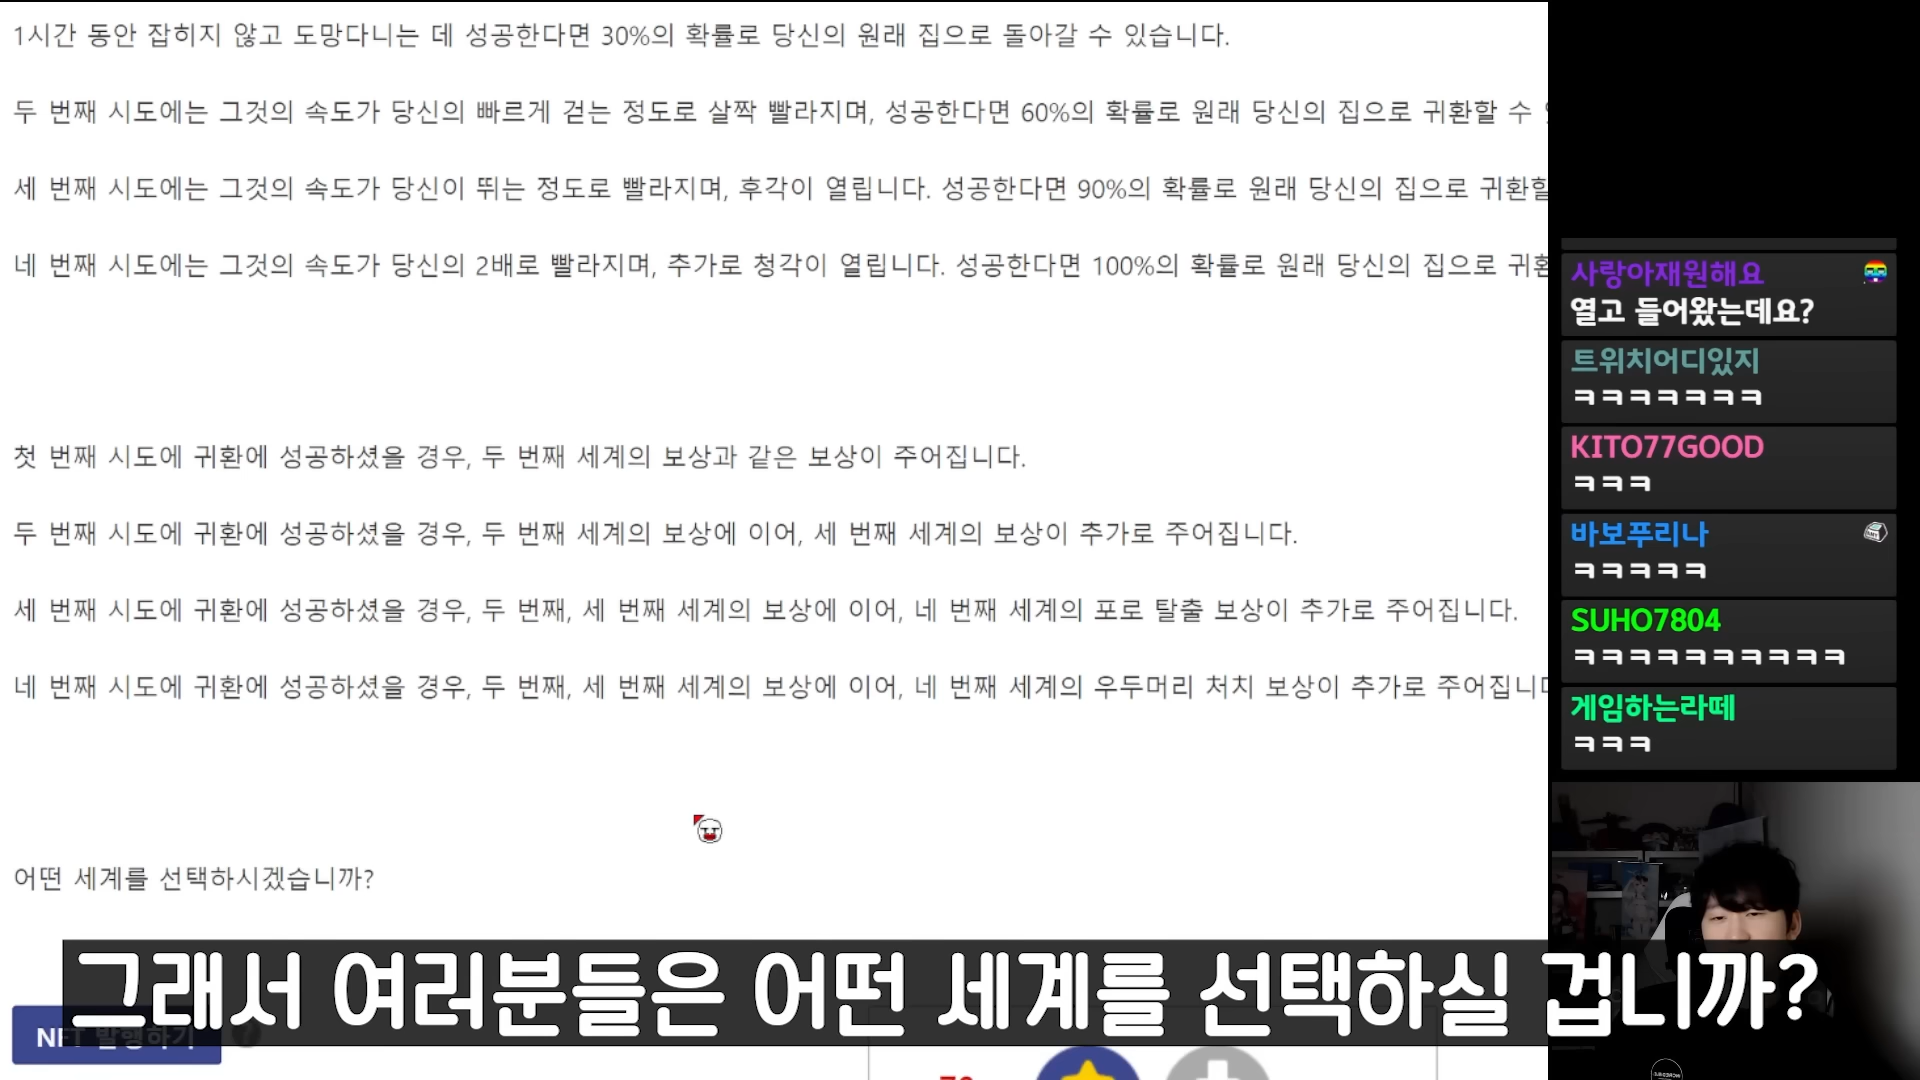 1시간 동안 잡히지 않고 도망다니는 데 성공한다면 30%의 확률로 당신의 원래 집으로 돌아갈 수 있습니다.
두 번째 시도에는 그것의 속도가 당신의 빠르게 걷는 정도로 살짝 빨라지며, 성공한다면 60%의 확률로 원래 당신의 집으로 귀환할 수
세 번째 시도에는 그것의 속도가 당신이 뛰는 정도로 빨라지며, 후각이 열립니다. 성공한다면 90%의 확률로 원래 당신의 집으로 귀환할
네 번째 시도에는 그것의 속도가 당신의 2배로 빨라지며, 추가로 청각이 열립니다. 성공한다면 100%의 확률로 원래 당신의 집으로 귀환
첫 번째 시도에 귀환에 성공하셨을 경우, 두 번째 세계의 보상과 같은 보상이 주어집니다.
두 번째 시도에 귀환에 성공하셨을 경우, 두 번째 세계의 보상에 이어, 세 번째 세계의 보상이 추가로 주어집니다.
세 번째 시도에 귀환에 성공하셨을 경우, 두 번째, 세 번째 세계의 보상에 이어, 네 번째 세계의 포로 탈출 보상이 추가로 주어집니다.
네 번째 시도에 귀환에 성공하셨을 경우, 두 번째, 세 번째 세계의 보상에 이어, 네 번째 세계의 우두머리 처치 보상이 추가로 주어집니다
어떤 세계를 선택하시겠습니까?
그래서 여러분들은 어떤 세계를 선택하실 겁니까?
NFT 발행하기
사랑아재원해요
열고 들어왔는데요?
트위치어디있지
ㅋㅋㅋㅋㅋㅋㅋ
KITO77GOOD
ㅋㅋㅋ
바보푸리나
ㅋㅋㅋㅋㅋ
SUHO7804
ㅋㅋㅋㅋㅋㅋㅋㅋㅋㅋ
게임하는라떼
ㅋㅋㅋ